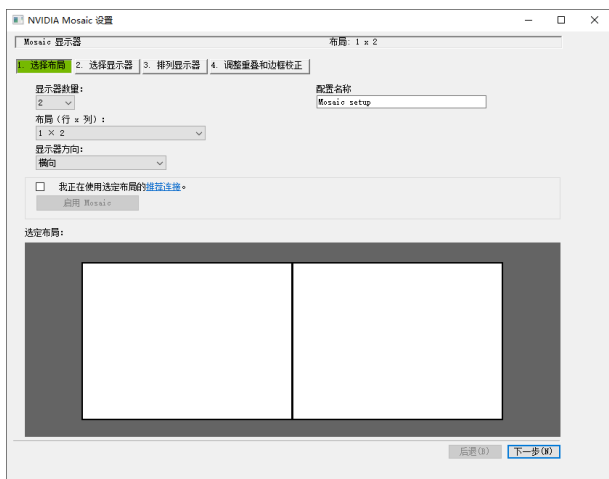 NVIDIA Mosaic 设置
Mosaic 显示器 布局: 1 x 2
1. 选择布局 2. 选择显示器 3. 排列显示器 4. 调整重叠和边框校正
显示器数量: 配置名称
2 Mosaic setup
布局（行 x 列）:
1 × 2
显示器方向:
横向
我正在使用选定布局的推荐连接。
启用 Mosaic
选定布局:
后退(B) 下一步(N)